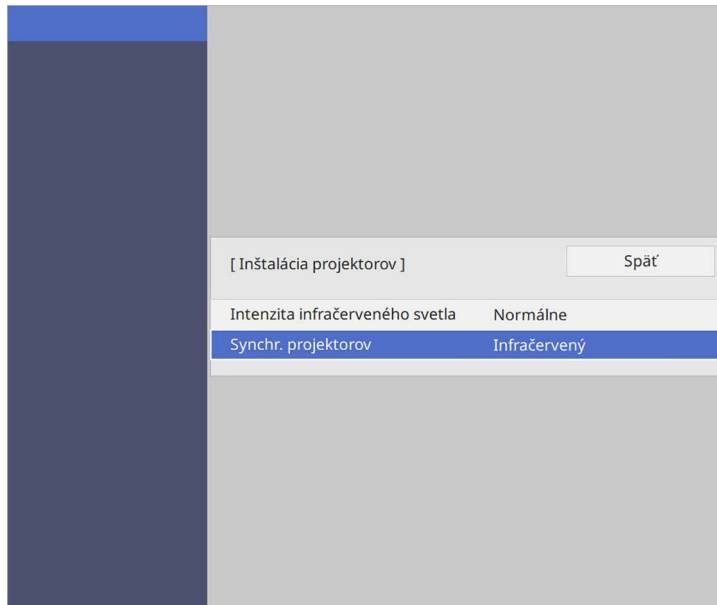 [ Inštalácia projektorov ]
Späť
Intenzita infračerveného svetla Normálne
Synchr. projektorov Infračervený